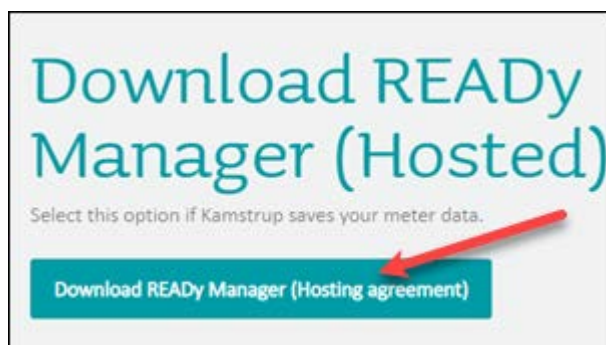 Download READy
Manager (Hosted)
Select this option if Kamstrup saves your meter data.
Download READy Manager (Hosting agreement)